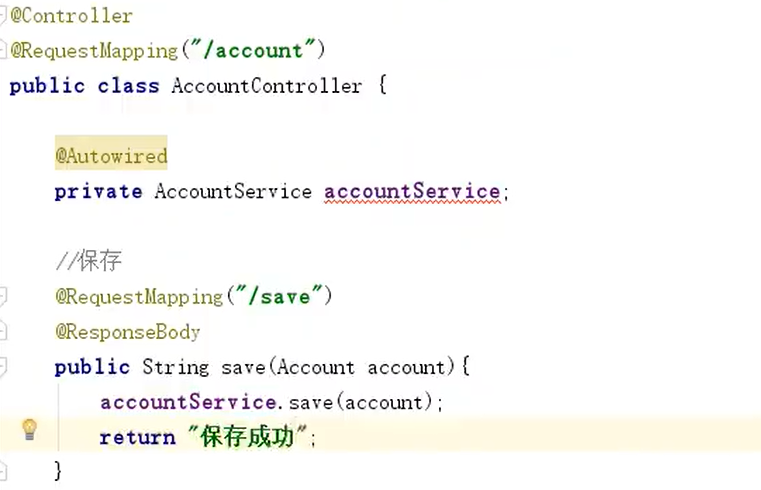 @Controller
@RequestMapping("/account")
public class AccountController {
@Autowired
private AccountService accountService;
//保存
@RequestMapping("/save")
@ResponseBody
public String save(Account account){
accountService.save(account);
return "保存成功";
}